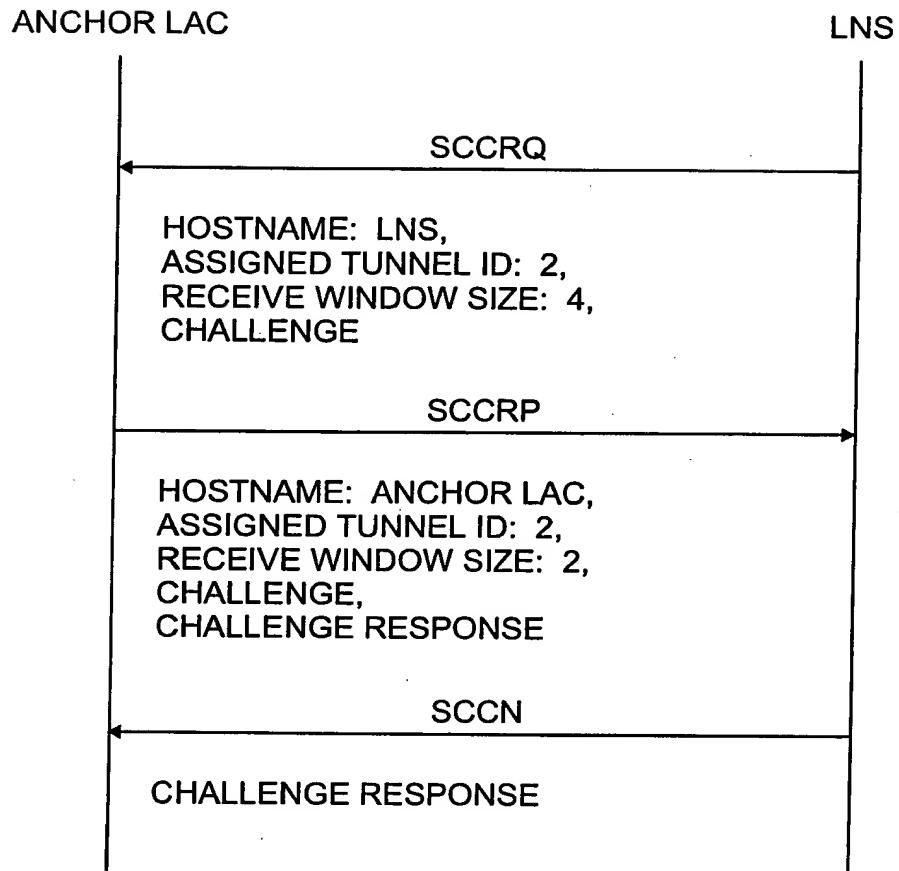 ANCHOR LAC
LNS
SCCRQ
HOSTNAME: LNS,
ASSIGNED TUNNEL ID: 2,
RECEIVE WINDOW SIZE: 4,
CHALLENGE
SCCRP
HOSTNAME: ANCHOR LAC,
ASSIGNED TUNNEL ID: 2,
RECEIVE WINDOW SIZE: 2,
CHALLENGE,
CHALLENGE RESPONSE
SCCN
CHALLENGE RESPONSE